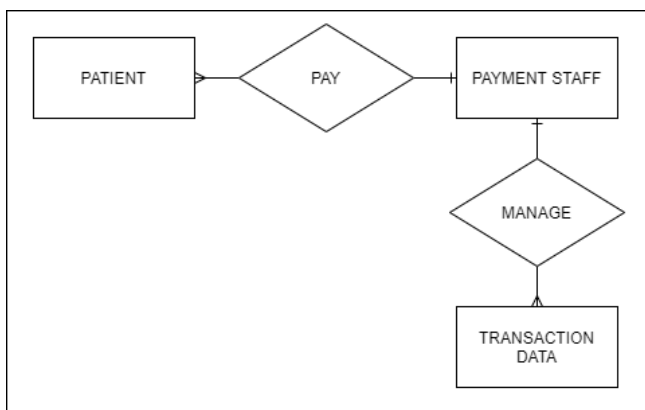 PATIENT
PAY
PAYMENT STAFF
MANAGE
TRANSACTION
DATA